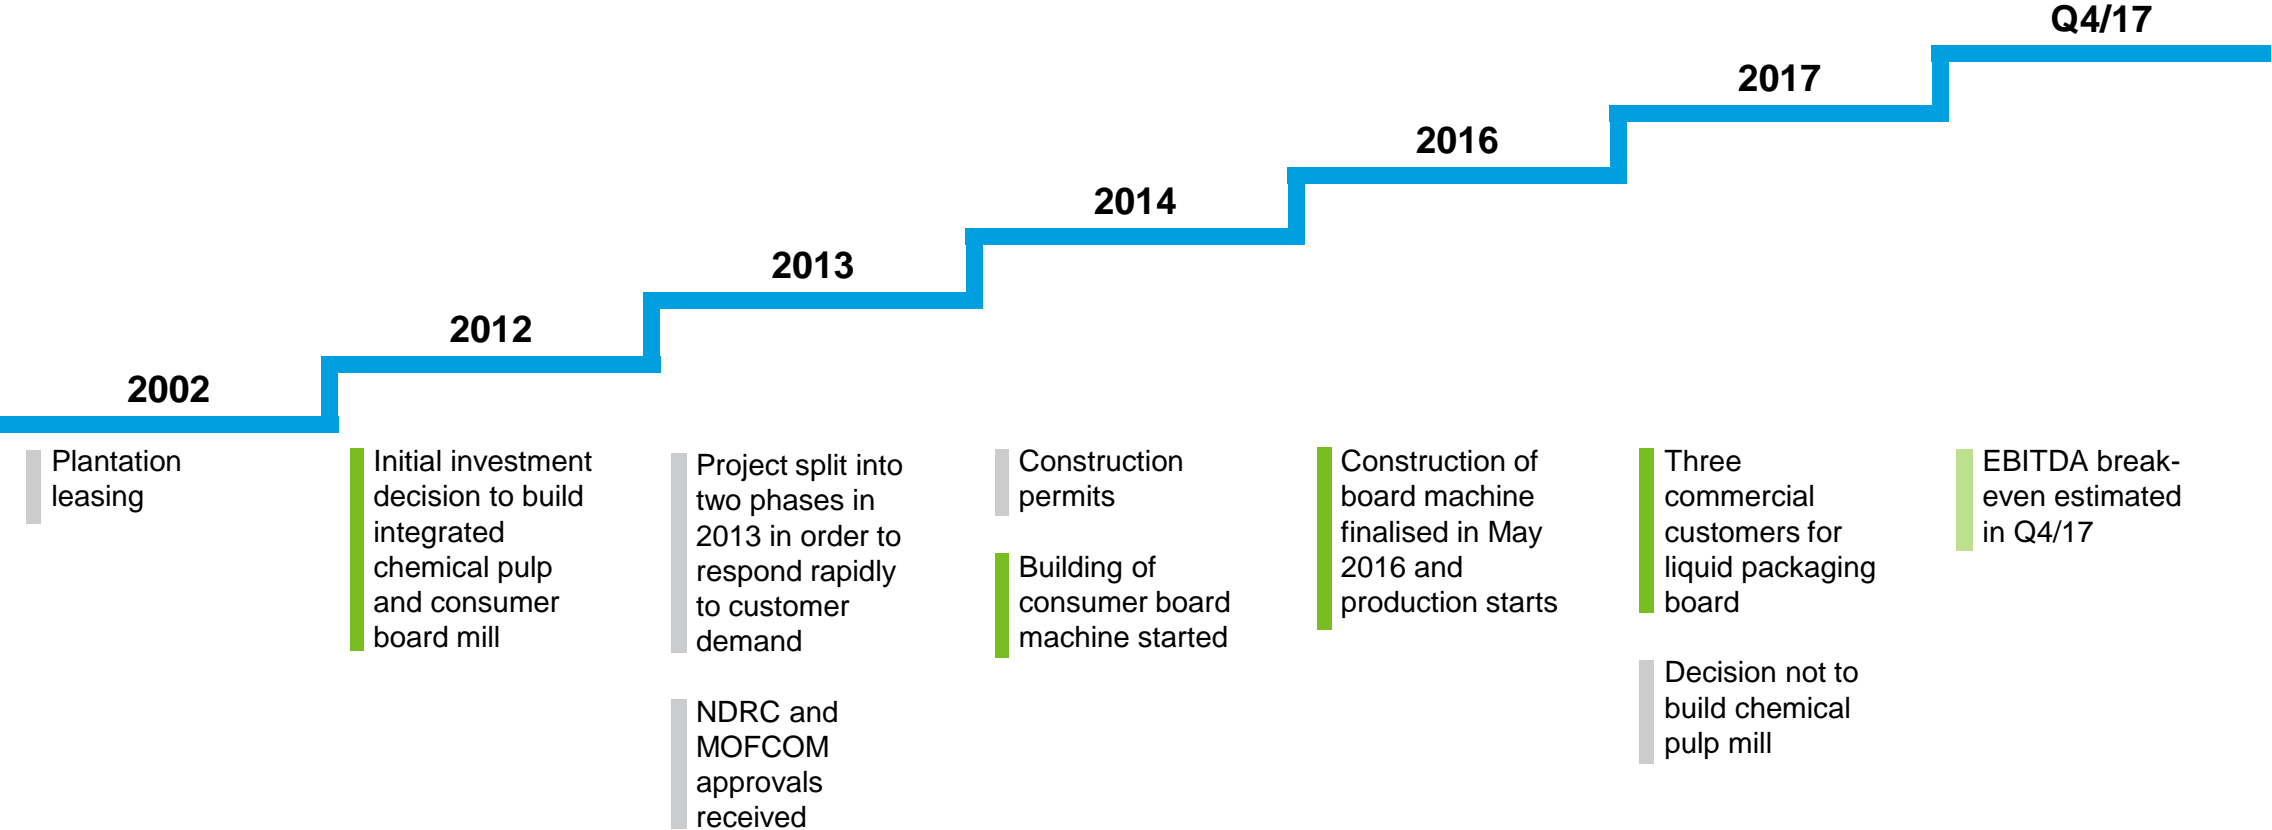 Q4/17
2017
2016
2014
2013
2012
2002
Plantation
leasing
Initial investment
decision to build
integrated
chemical pulp
and consumer
board mill
Project split into
two phases in
2013 in order to
respond rapidly
to customer
demand
NDRC and
MOFCOM
approvals
received
Construction
permits
Building of
consumer board
machine started
Construction of
board machine
finalised in May
2016 and
production starts
Three
commercial
customers for
liquid packaging
board
Decision not to
build chemical
pulp mill
EBITDA break-
even estimated
in Q4/17